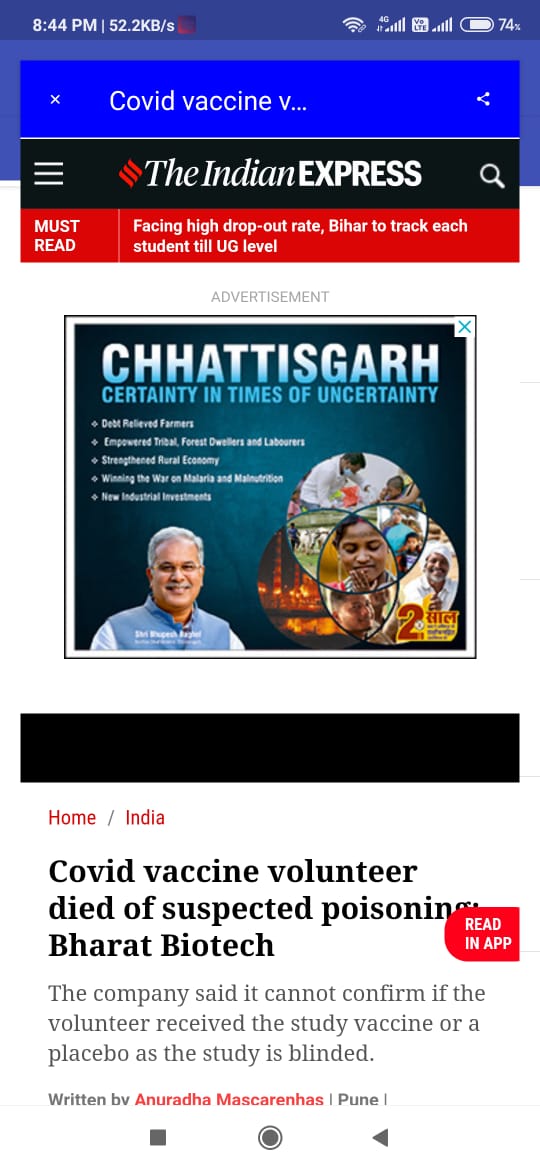 8:44 PM | 52.2KB/s
4G
Vo
LTE
74%
× Covid vaccine v...
The Indian EXPRESS
MUST READ
Facing high drop-out rate, Bihar to track each
student till UG level
ADVERTISEMENT
CHHATTISGARH
CERTAINTY IN TIMES OF UNCERTAINTY
Debt Relieved Farmers
Empowered Tribal, Forest Dwellers and Labourers
Strengthened Rural Economy
Winning the War on Malaria and Malnutrition
New Industrial Investments
Shri Bhupesh Baghel
2 साल
Home / India
Covid vaccine volunteer
died of suspected poisoning:
Bharat Biotech
READ
IN APP
The company said it cannot confirm if the
volunteer received the study vaccine or a
placebo as the study is blinded.
Written by Anuradha Mascarenhas | Pune |